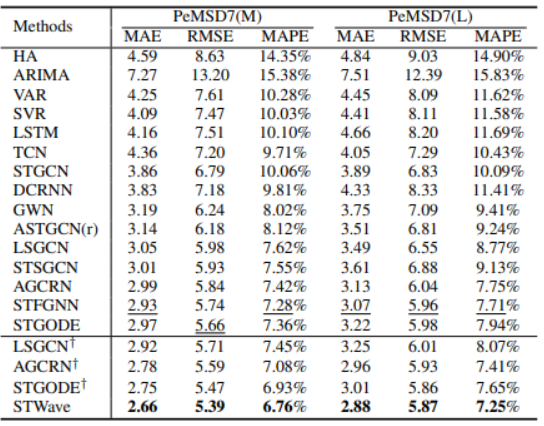 Methods PeMSD7(M) PeMSD7(L)
MAE RMSE MAPE MAE RMSE MAPE
HA 4.59 8.63 14.35% 4.84 9.03 14.90%
ARIMA 7.27 13.20 15.38% 7.51 12.39 15.83%
VAR 4.25 7.61 10.28% 4.45 8.09 11.62%
SVR 4.09 7.47 10.03% 4.41 8.11 11.58%
LSTM 4.16 7.51 10.10% 4.66 8.20 11.69%
TCN 4.36 7.20 9.71% 4.05 7.29 10.43%
STGCN 3.86 6.79 10.06% 3.89 6.83 10.09%
DCRNN 3.83 7.18 9.81% 4.33 8.33 11.41%
GWN 3.19 6.24 8.02% 3.75 7.09 9.41%
ASTGCN(r) 3.14 6.18 8.12% 3.51 6.81 9.24%
LSGCN 3.05 5.98 7.62% 3.49 6.55 8.77%
STSGCN 3.01 5.93 7.55% 3.61 6.88 9.13%
AGCRN 2.99 5.84 7.42% 3.13 6.04 7.75%
STFGNN 2.93 5.74 7.28% 3.07 5.96 7.71%
STGODE 2.97 5.66 7.36% 3.22 5.98 7.94%
LSGCN† 2.92 5.71 7.45% 3.25 6.01 8.07%
AGCRN† 2.78 5.59 7.08% 2.96 5.93 7.41%
STGODE† 2.75 5.47 6.93% 3.01 5.86 7.65%
STWave 2.66 5.39 6.76% 2.88 5.87 7.25%